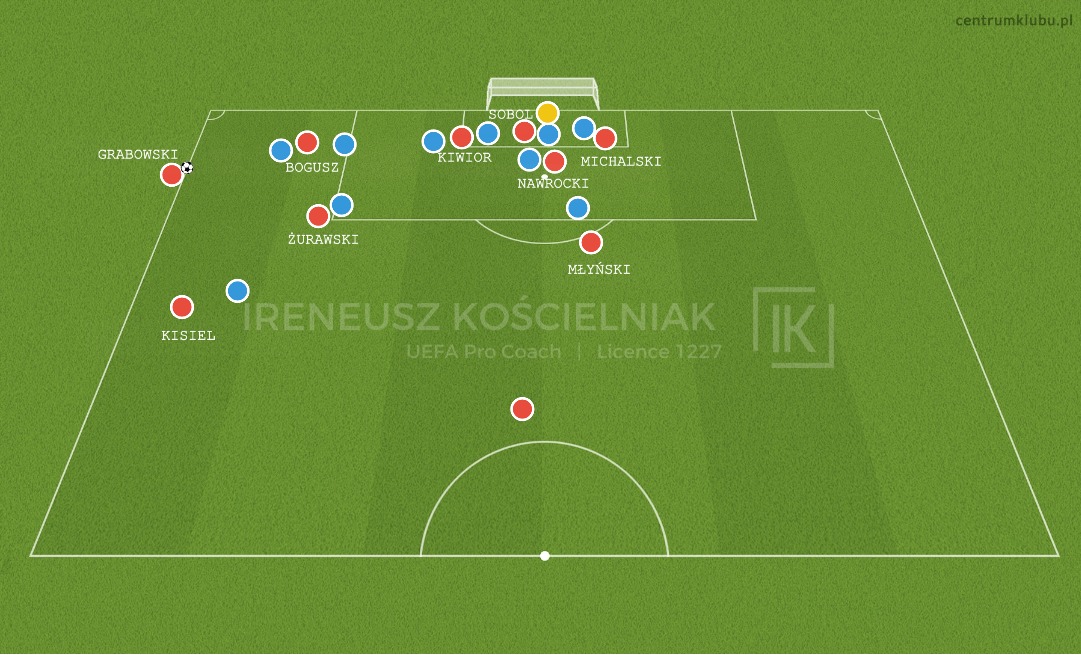 centrumklubu.pl
SOBOL
GRABOWSKI
KIWIOR
MICHALSKI
BOGUSZ
NAWROCKI
ŻURAWSKI
MŁYŃSKI
IRENEUSZ KOŚCIELNIAK
IK
KISIEL
UEFA Pro Coach | Licence 1227